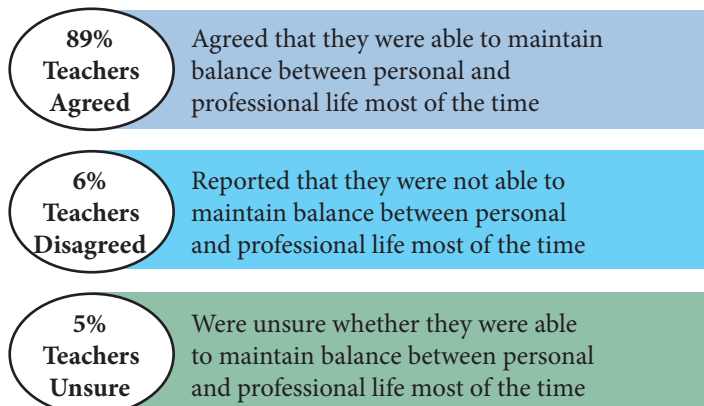 89%
Teachers
Agreed
Agreed that they were able to maintain
balance between personal and
professional life most of the time
6%
Teachers
Disagreed
Reported that they were not able to
maintain balance between personal
and professional life most of the time
5%
Teachers
Unsure
Were unsure whether they were able
to maintain balance between personal
and professional life most of the time